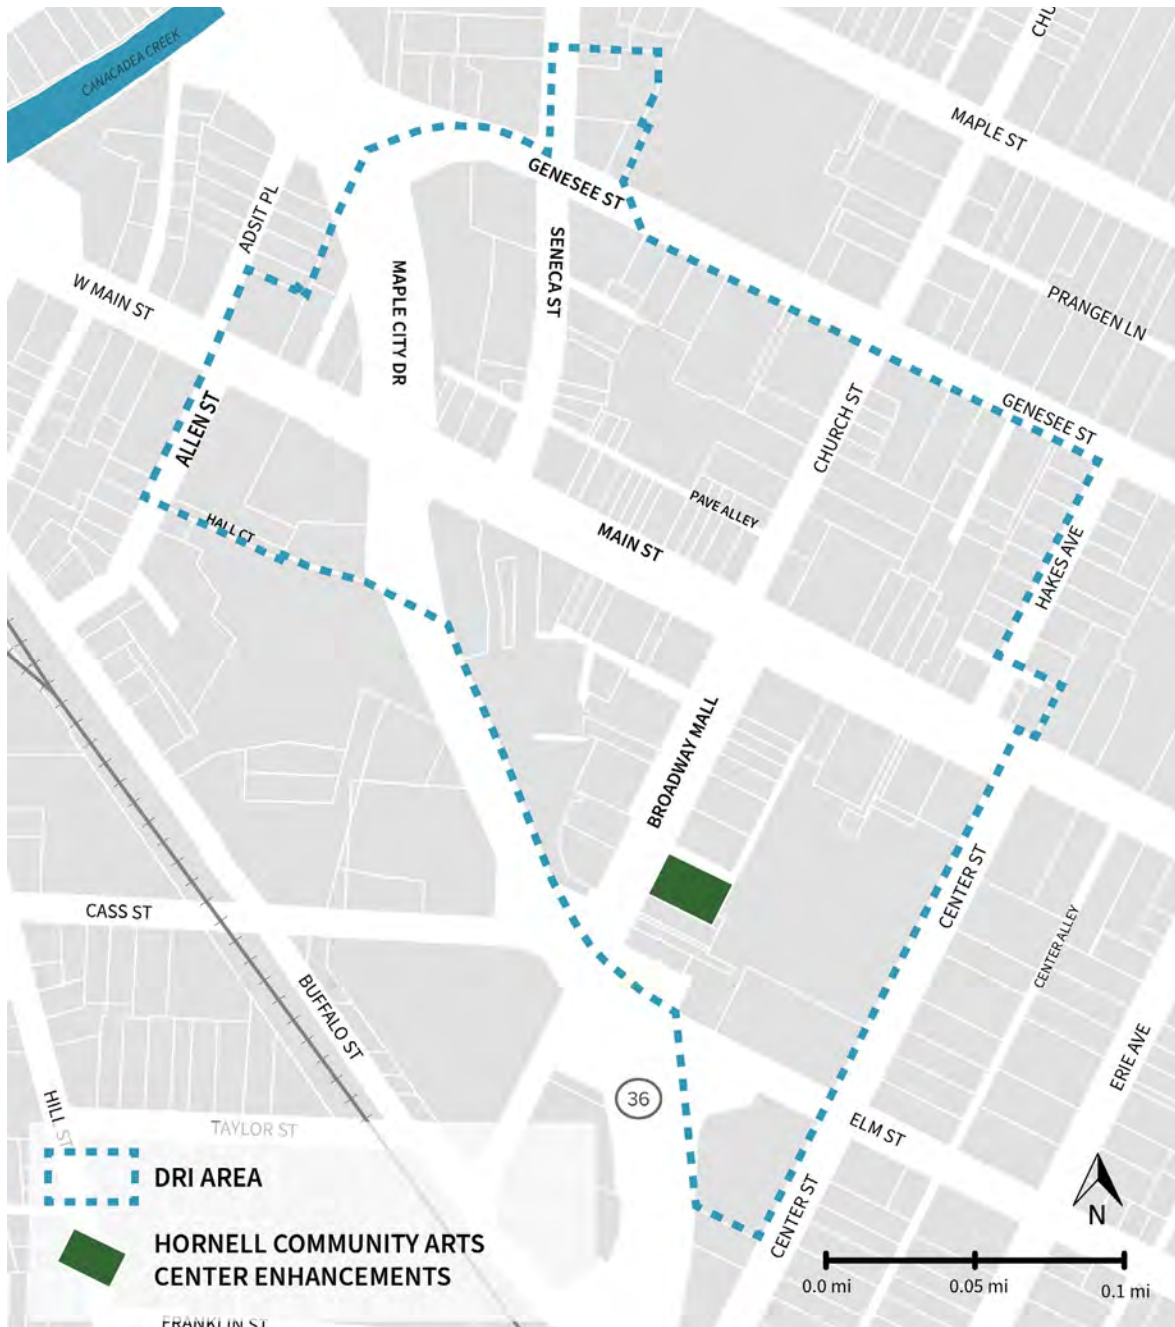 CHU
CANACADEA CREEK
MAPLE ST
GENESEE ST
ADSIT PL
SENECA ST
MAPLE CITY DR
W MAIN ST
PRANGEN LN
ALLEN ST
CHURCH ST
GENESEE ST
PAVE ALLEY
HALL CT
MAIN ST
HAKES AVE
BROADWAY MALL
CENTER ST
CASS ST
CENTER ALLEY
BUFFALO ST
ERIE AVE
36
HILL ST
TAYLOR ST
ELM ST
DRI AREA
CENTER ST
N
HORNELL COMMUNITY ARTS
CENTER ENHANCEMENTS
0.0 mi
0.05 mi
0.1 mi
FRANKLIN ST